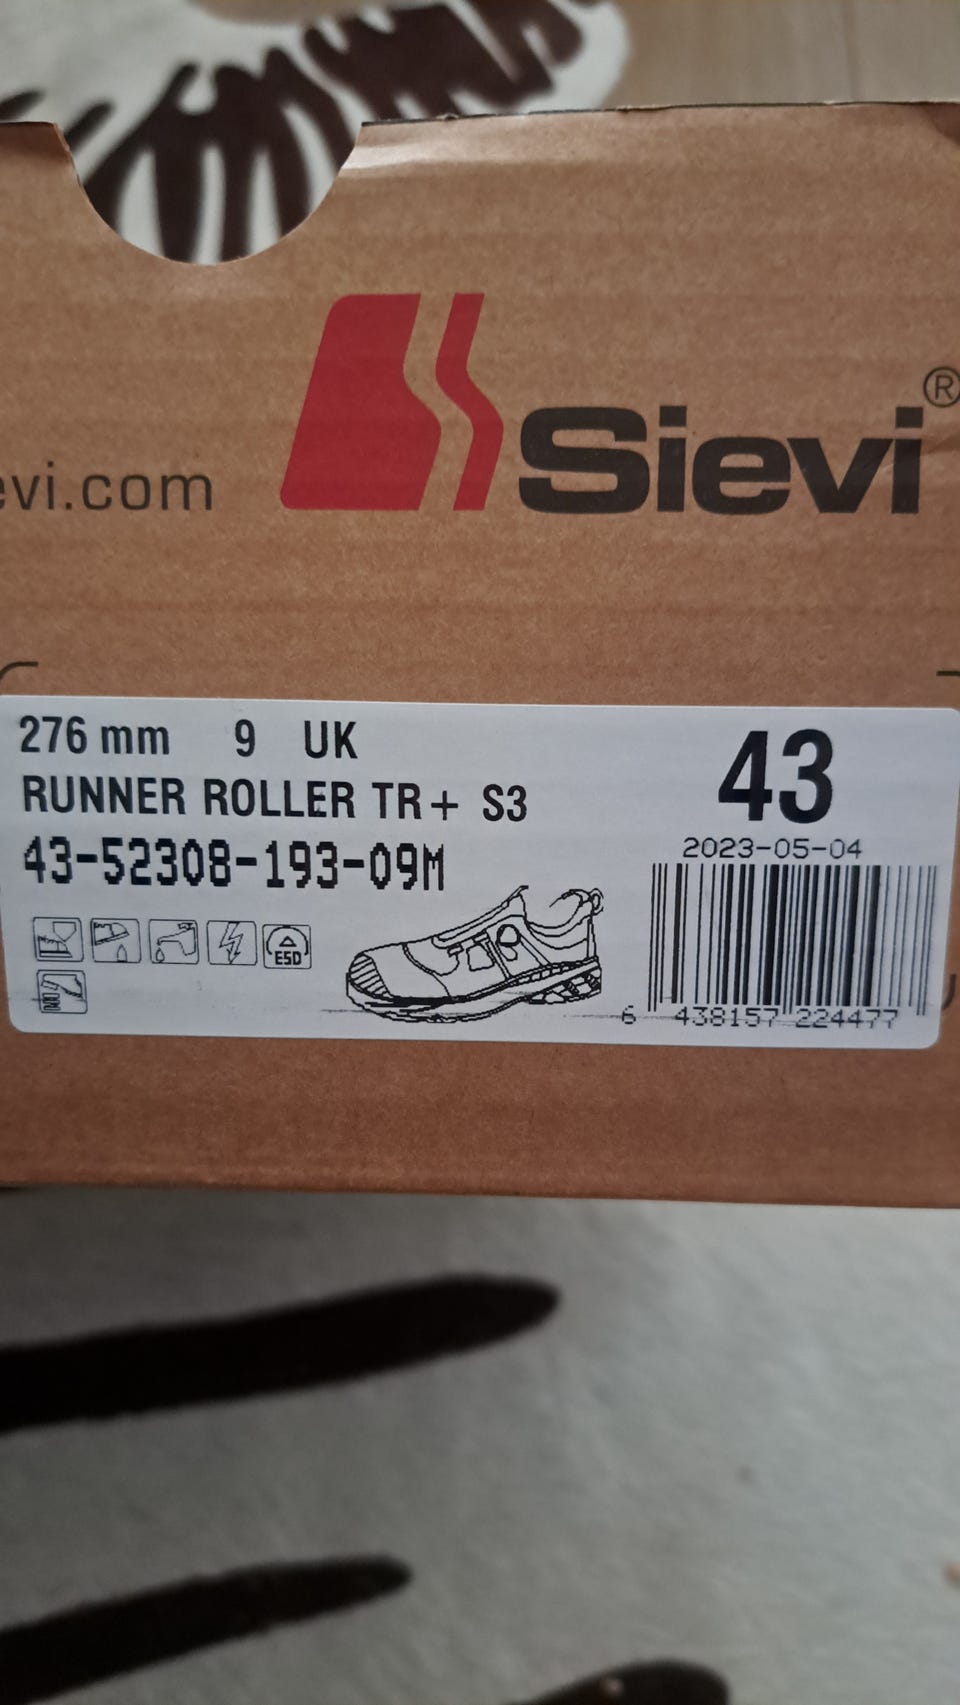 Sievi®
evi.com
276 mm 9 UK
RUNNER ROLLER TR+ S3
43-52308-193-09M
43
2023-05-04
ESD
6 438157 224477